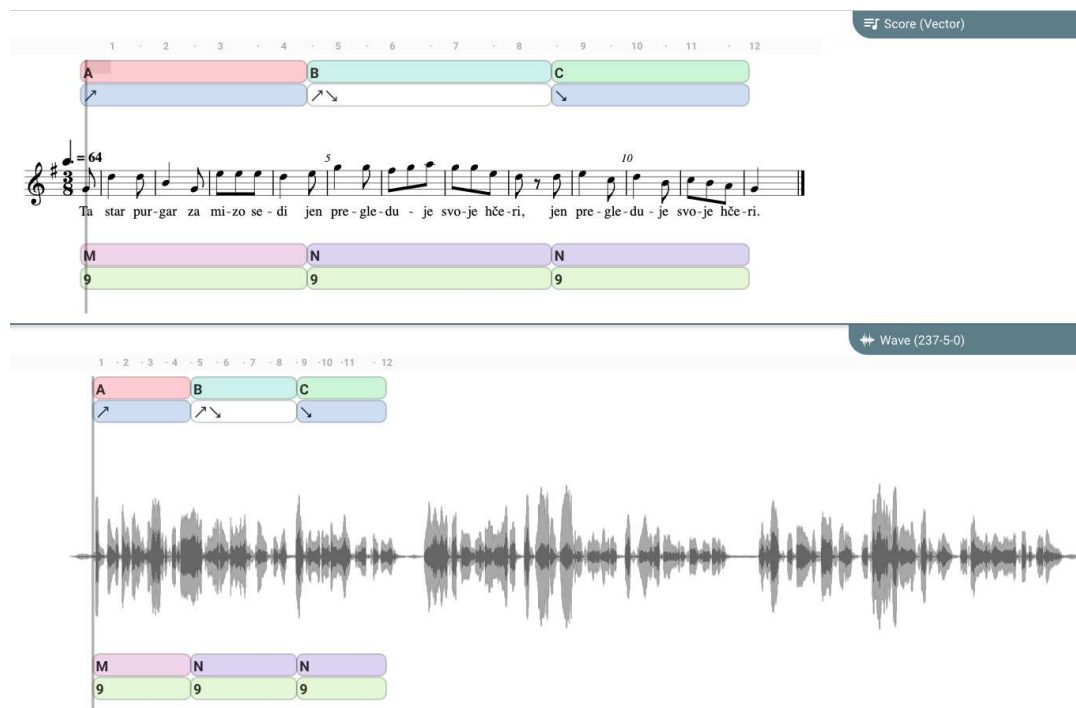 Score (Vector)
1 · 2 · 3 · 4 · 5 · 6 · 7 · 8 · 9 · 10 · 11 · 12
A B C
↗ ↗↘ ↘
= 64
5 10
3
8
Ta star pur-gar za mi-zo se-di jen pre-gle-du-je svo-je hče-ri, jen pre-gle-du-je svo-je hče-ri.
M N N
9 9 9
Wave (237-5-0)
1 · 2 · 3 · 4 · 5 · 6 · 7 · 8 · 9 · 10 · 11 · 12
A B C
↗ ↗↘ ↘
M N N
9 9 9